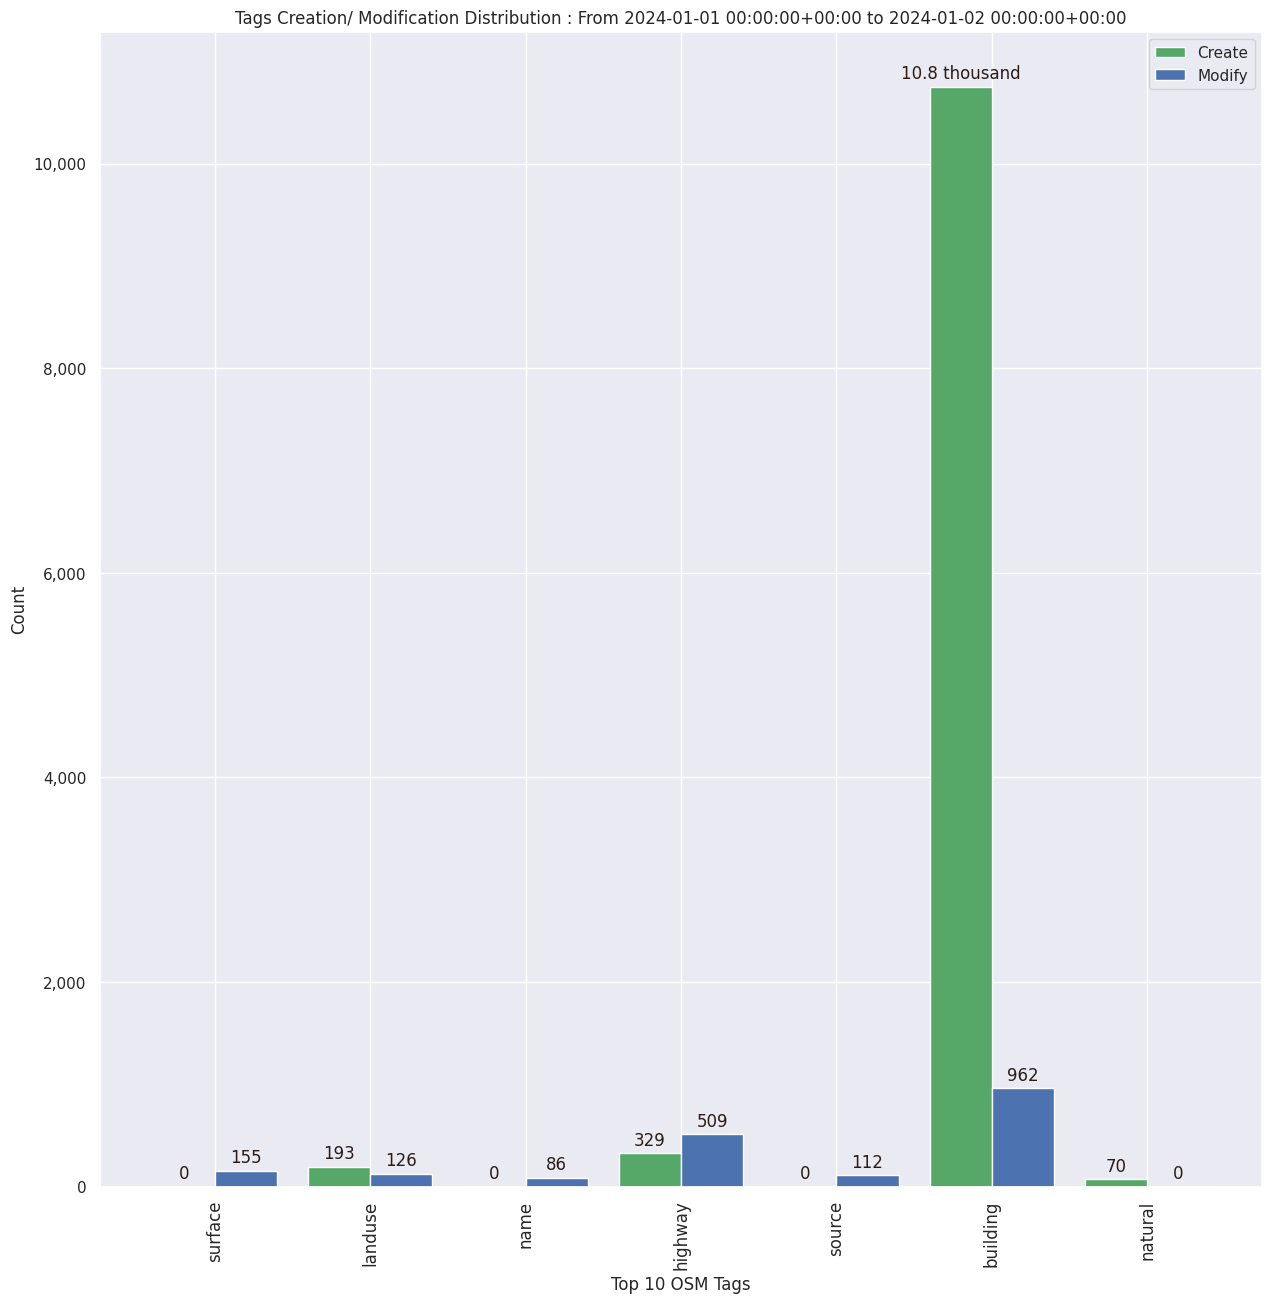 Tags Creation/ Modification Distribution : From 2024-01-01 00:00:00+00:00 to 2024-01-02 00:00:00+00:00
Create
Modify
10.8 thousand
10,000
8,000
6,000
4,000
2,000
0
Count
0
155
193
126
0
86
329
509
0
112
962
70
0
surface
landuse
name
highway
source
building
natural
Top 10 OSM Tags